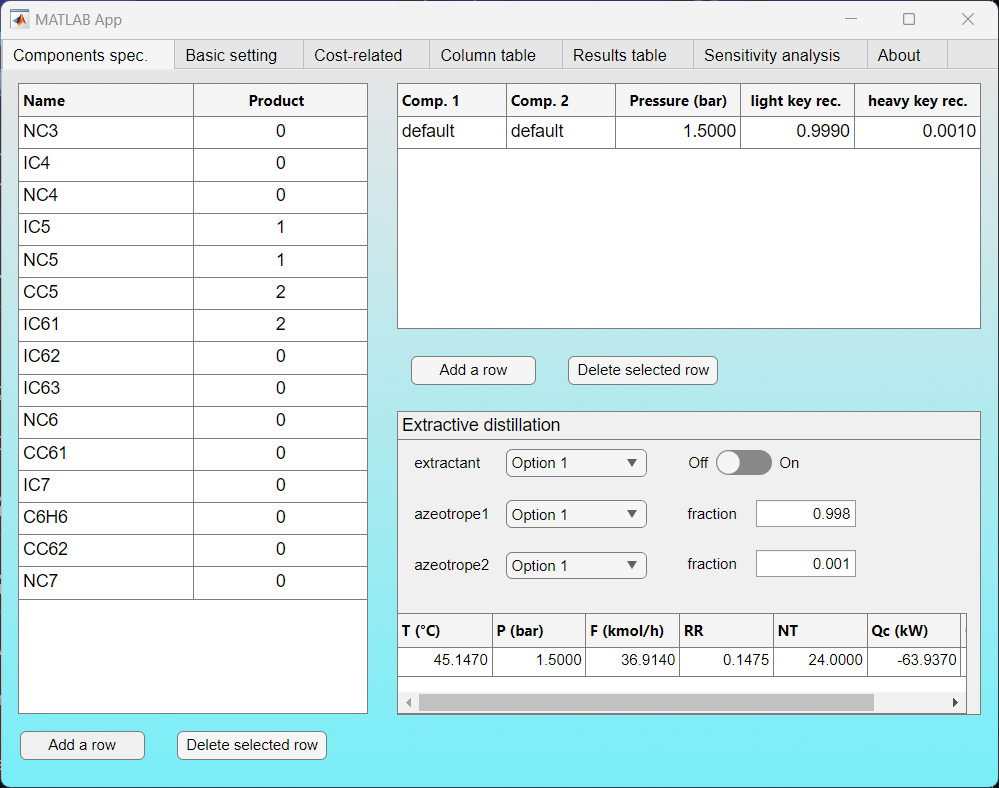 MATLAB App
Components spec. Basic setting Cost-related Column table Results table Sensitivity analysis About
Name Product
NC3 0
IC4 0
NC4 0
IC5 1
NC5 1
CC5 2
IC61 2
IC62 0
IC63 0
NC6 0
CC61 0
IC7 0
C6H6 0
CC62 0
NC7 0
Add a row Delete selected row
Comp. 1 Comp. 2 Pressure (bar) light key rec. heavy key rec.
default default 1.5000 0.9990 0.0010
Add a row Delete selected row
Extractive distillation
extractant Option 1 Off On
azeotrope1 Option 1 fraction 0.998
azeotrope2 Option 1 fraction 0.001
T (°C) P (bar) F (kmol/h) RR NT Qc (kW)
45.1470 1.5000 36.9140 0.1475 24.0000 -63.9370